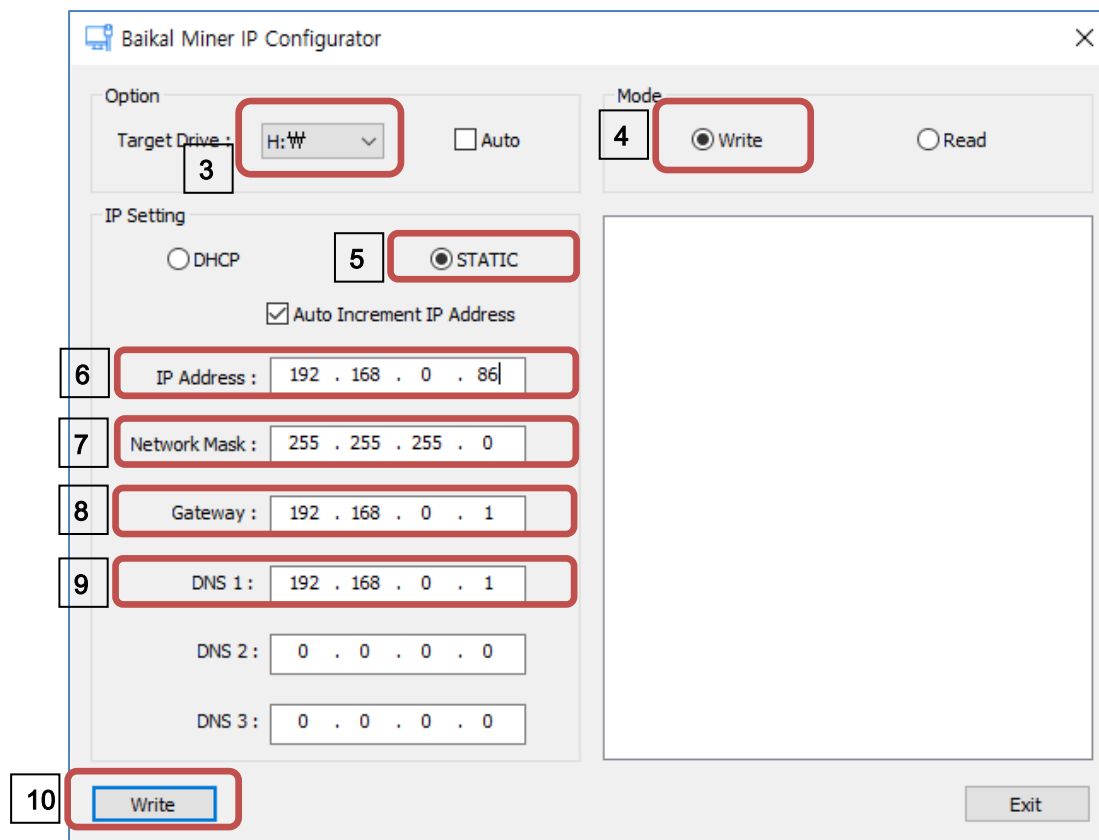 Baikal Miner IP Configurator
Option
Target Drive :
H:₩
Auto
3
Mode
4
Write
Read
IP Setting
DHCP
5
STATIC
Auto Increment IP Address
6
IP Address : 192 . 168 . 0 . 86
7
Network Mask : 255 . 255 . 255 . 0
8
Gateway : 192 . 168 . 0 . 1
9
DNS 1 : 192 . 168 . 0 . 1
DNS 2 : 0 . 0 . 0 . 0
DNS 3 : 0 . 0 . 0 . 0
10
Write
Exit